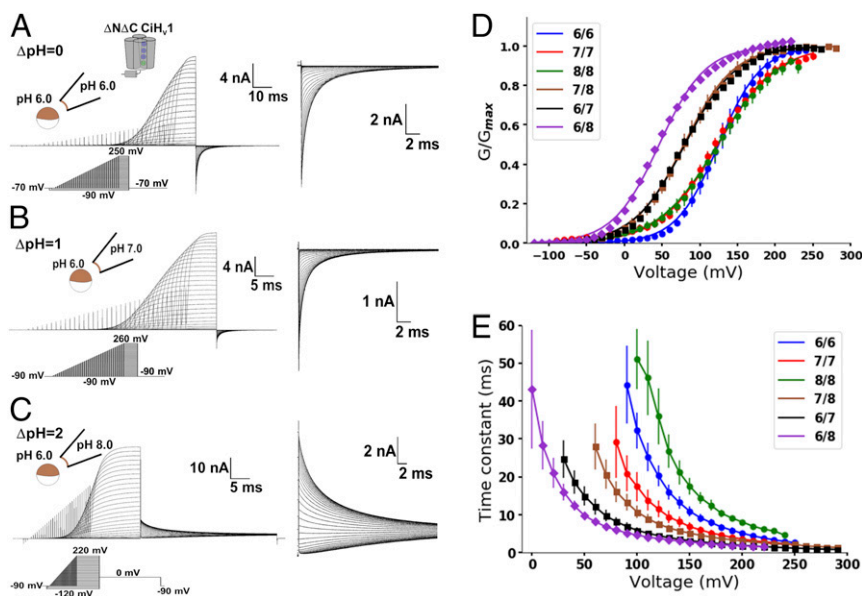 A
ΔNΔC CiHv1
ΔpH=0
pH 6.0
pH 6.0
4 nA
10 ms
2 nA
2 ms
250 mV
-70 mV
-90 mV
-70 mV
B
ΔpH=1
pH 7.0
pH 6.0
4 nA
5 ms
1 nA
2 ms
260 mV
-90 mV
-90 mV
-90 mV
C
ΔpH=2
pH 8.0
pH 6.0
10 nA
5 ms
2 nA
2 ms
220 mV
-90 mV
0 mV
-120 mV
-90 mV
D
G/Gmax
1.0
0.8
0.6
0.4
0.2
0.0
6/6
7/7
8/8
7/8
6/7
6/8
-100 -50 0 50 100 150 200 250 300
Voltage (mV)
E
Time constant (ms)
60
50
40
30
20
10
0
6/6
7/7
8/8
7/8
6/7
6/8
0 50 100 150 200 250 300
Voltage (mV)